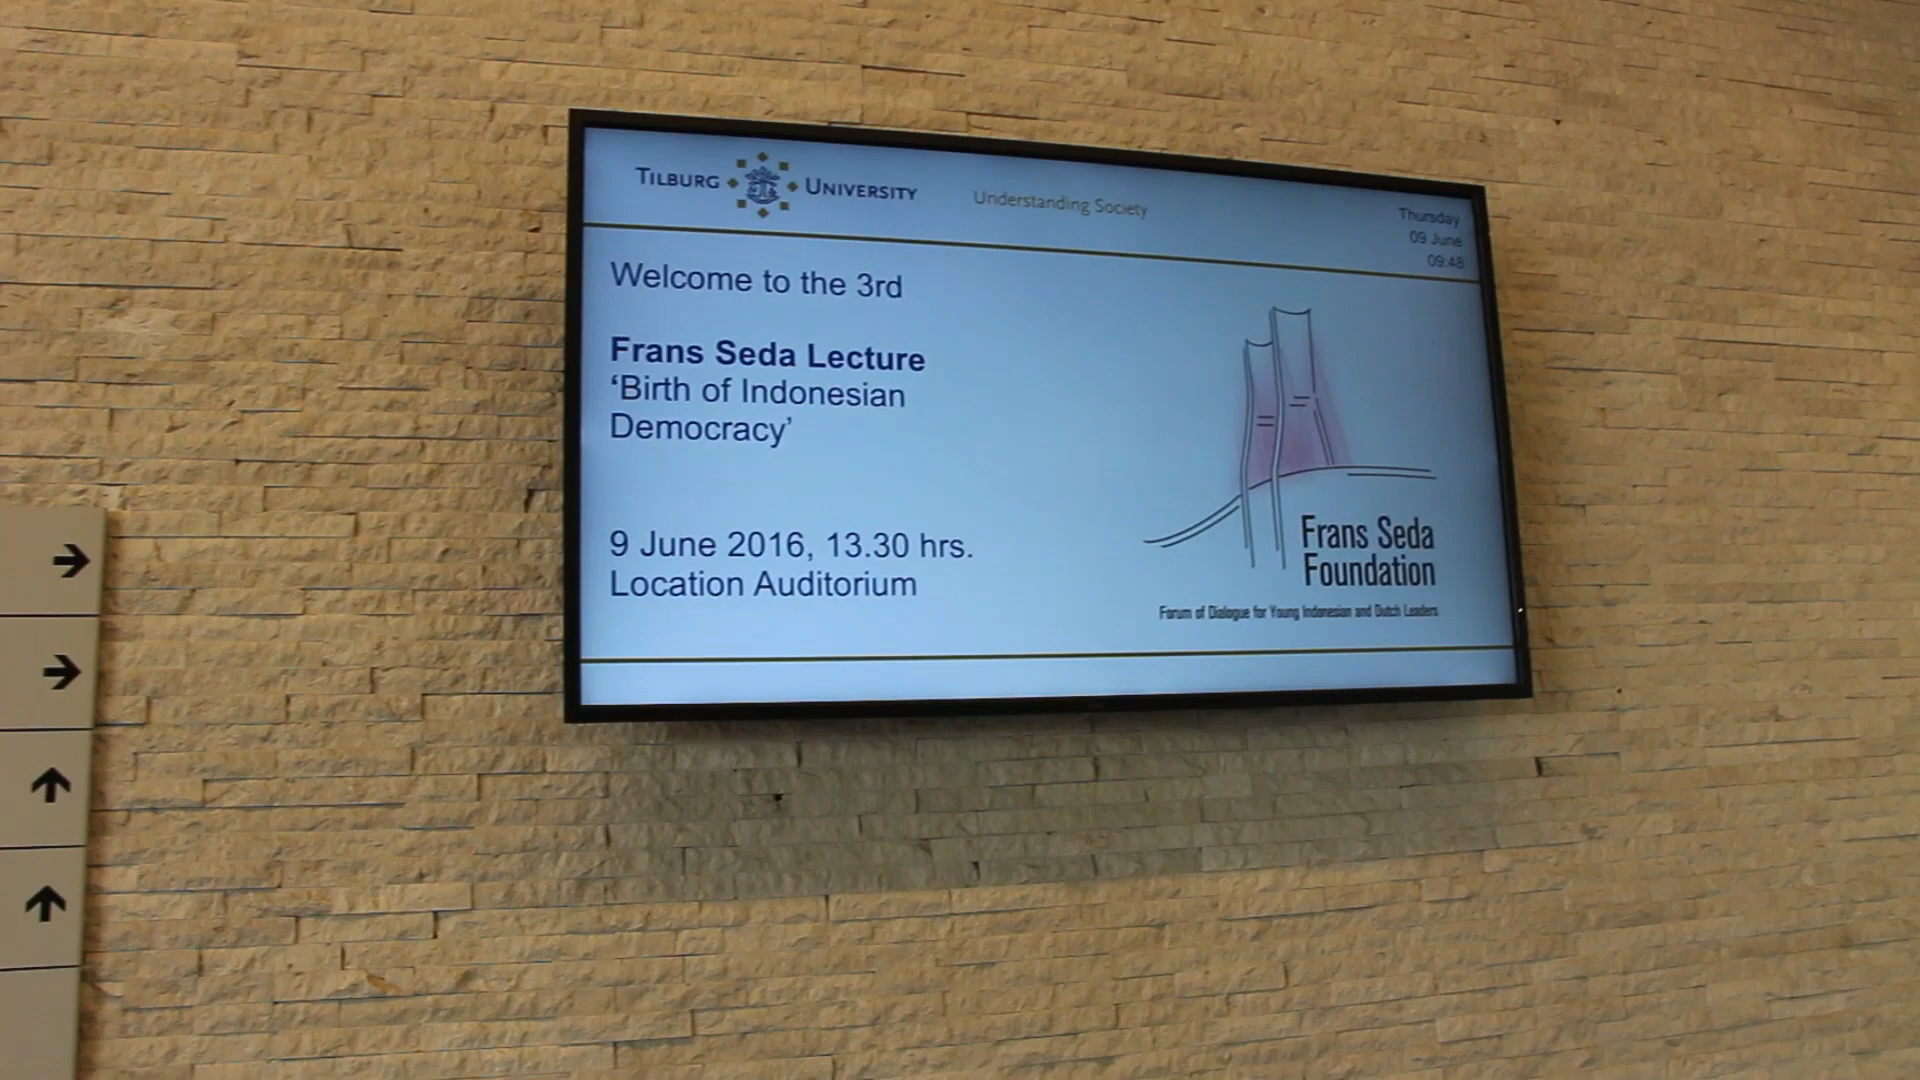 TILBURG UNIVERSITY
Understanding Society
Thursday
09 June
09:48
Welcome to the 3rd
Frans Seda Lecture
‘Birth of Indonesian
Democracy’
9 June 2016, 13.30 hrs.
Location Auditorium
Frans Seda
Foundation
Forum of Dialogue for Young Indonesian and Dutch Leaders